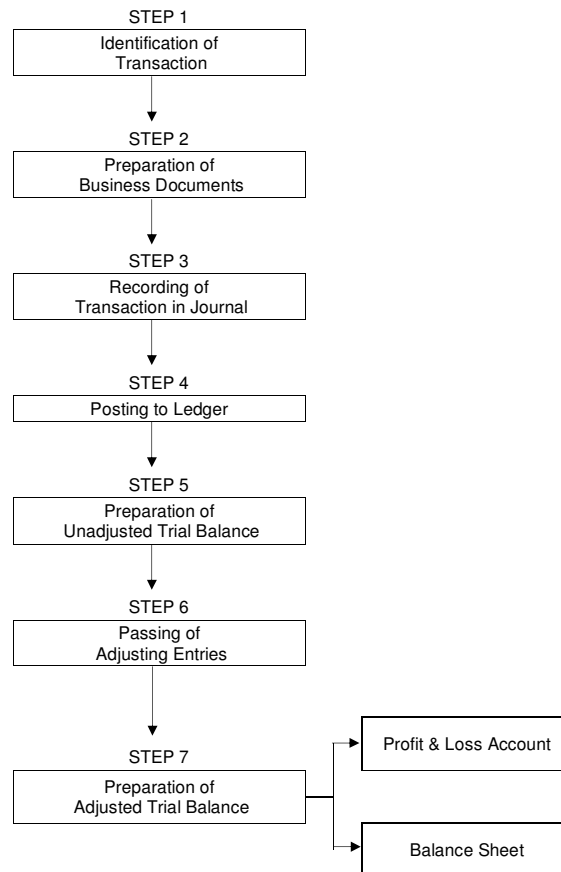 STEP 1
Identification of
Transaction
STEP 2
Preparation of
Business Documents
STEP 3
Recording of
Transaction in Journal
STEP 4
Posting to Ledger
STEP 5
Preparation of
Unadjusted Trial Balance
STEP 6
Passing of
Adjusting Entries
STEP 7
Preparation of
Adjusted Trial Balance
Profit & Loss Account
Balance Sheet